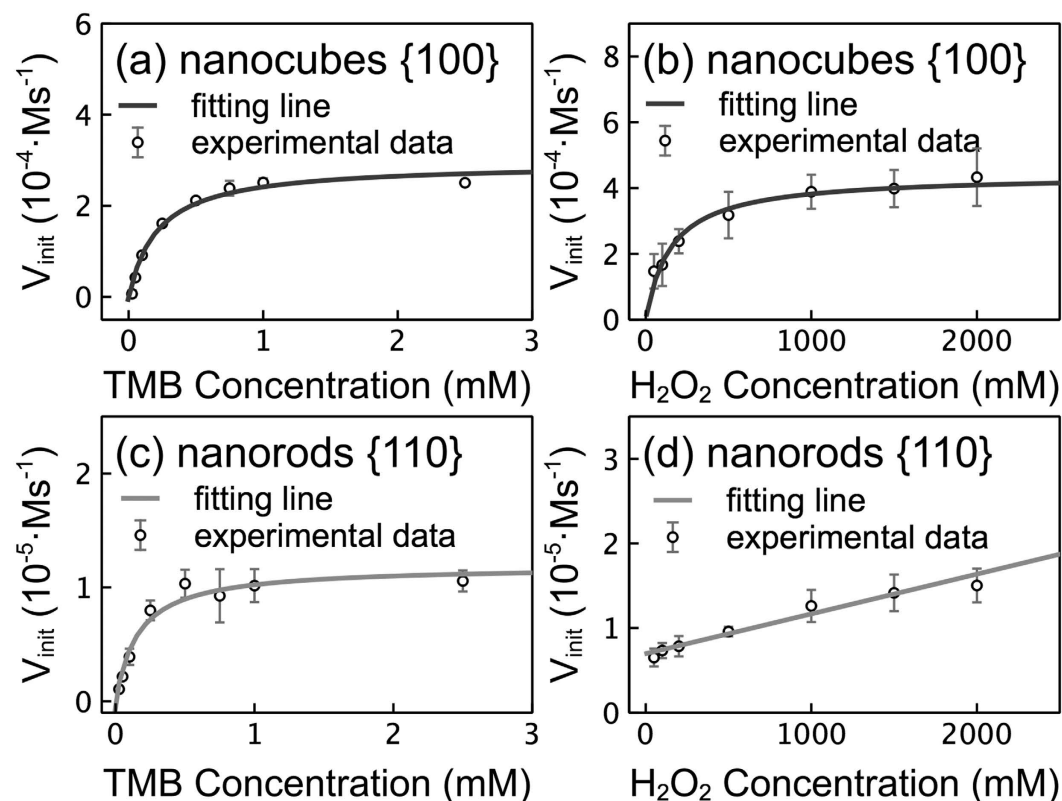 (a) nanocubes {100}
fitting line
experimental data
V_init (10⁻⁴·Ms⁻¹)
6
4
2
0
0 1 2 3
TMB Concentration (mM)
(b) nanocubes {100}
fitting line
experimental data
V_init (10⁻⁴·Ms⁻¹)
8
6
4
2
0
0 1000 2000
H₂O₂ Concentration (mM)
(c) nanorods {110}
fitting line
experimental data
V_init (10⁻⁵·Ms⁻¹)
2
1
0
0 1 2 3
TMB Concentration (mM)
(d) nanorods {110}
fitting line
experimental data
V_init (10⁻⁵·Ms⁻¹)
3
2
1
0
0 1000 2000
H₂O₂ Concentration (mM)